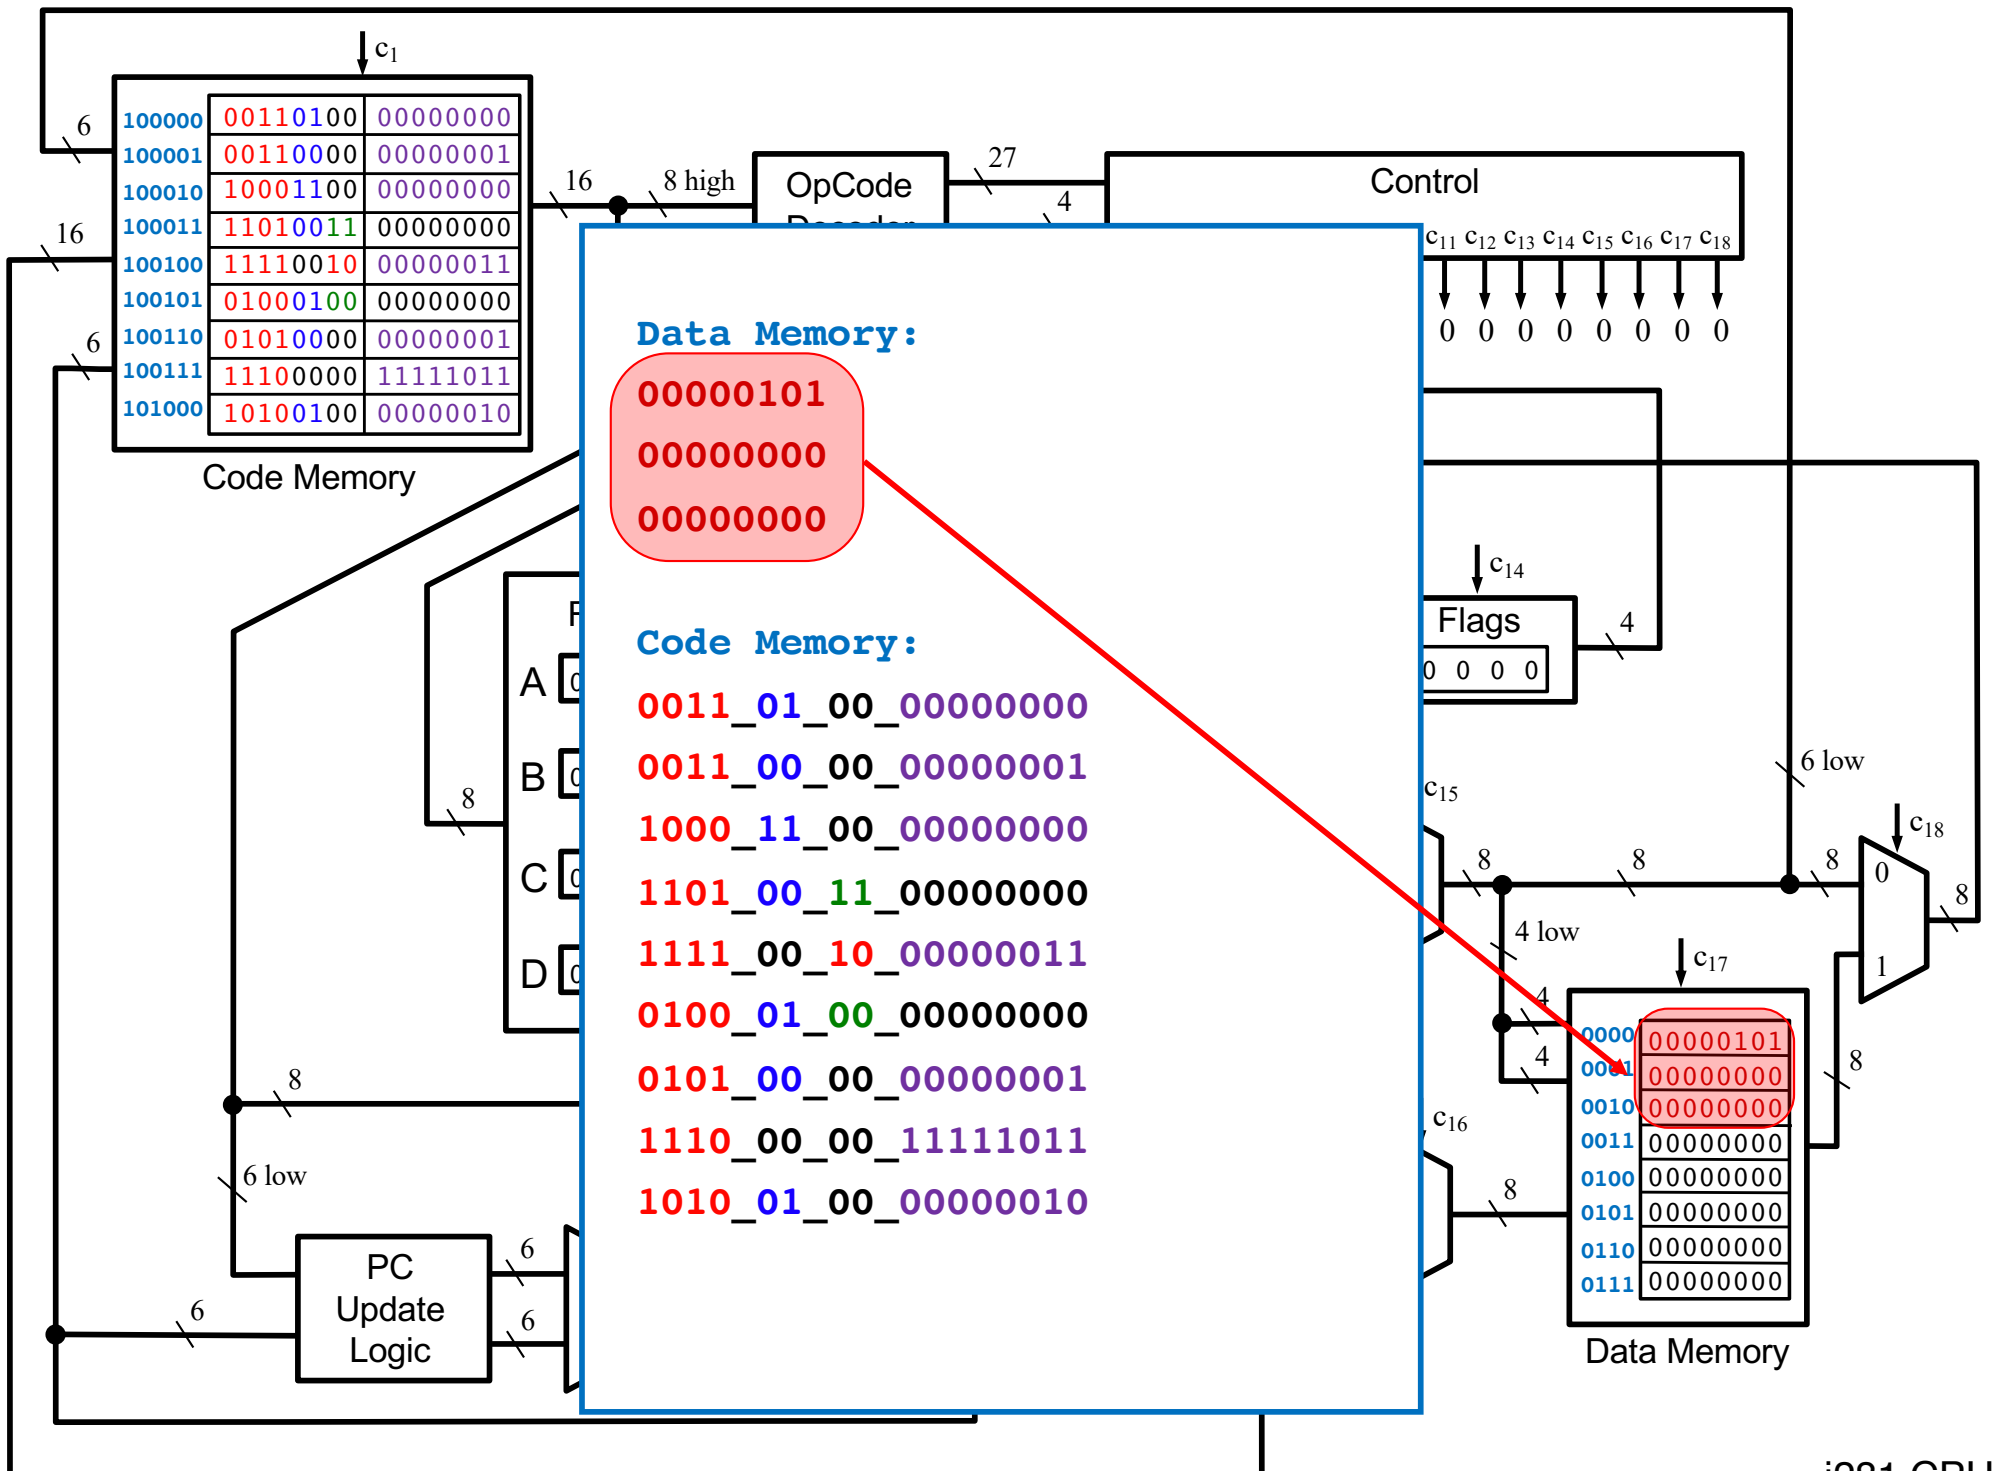 c1
100000 00110100 00000000
100001 00110000 00000001
100010 10001100 00000000
100011 11010011 00000000
100100 11110010 00000011
100101 01000100 00000000
100110 01010000 00000001
100111 11100000 11111011
101000 10100100 00000010
Code Memory
6
16
6
16
8 high
OpCode
27
4
Control
c11 c12 c13 c14 c15 c16 c17 c18
0 0 0 0 0 0 0 0
Data Memory:
00000101
00000000
00000000
Code Memory:
0011_01_00_00000000
0011_00_00_00000001
1000_11_00_00000000
1101_00_11_00000000
1111_00_10_00000011
0100_01_00_00000000
0101_00_00_00000001
1110_00_00_11111011
1010_01_00_00000010
A
B
C
D
8
8
6 low
PC
Update
Logic
6
6
6
c14
Flags
0 0 0 0
4
6 low
c15
8
8
8
c18
0
1
8
4 low
4
4
c17
c16
8
8
0000 00000101
0001 00000000
0010 00000000
0011 00000000
0100 00000000
0101 00000000
0110 00000000
0111 00000000
Data Memory